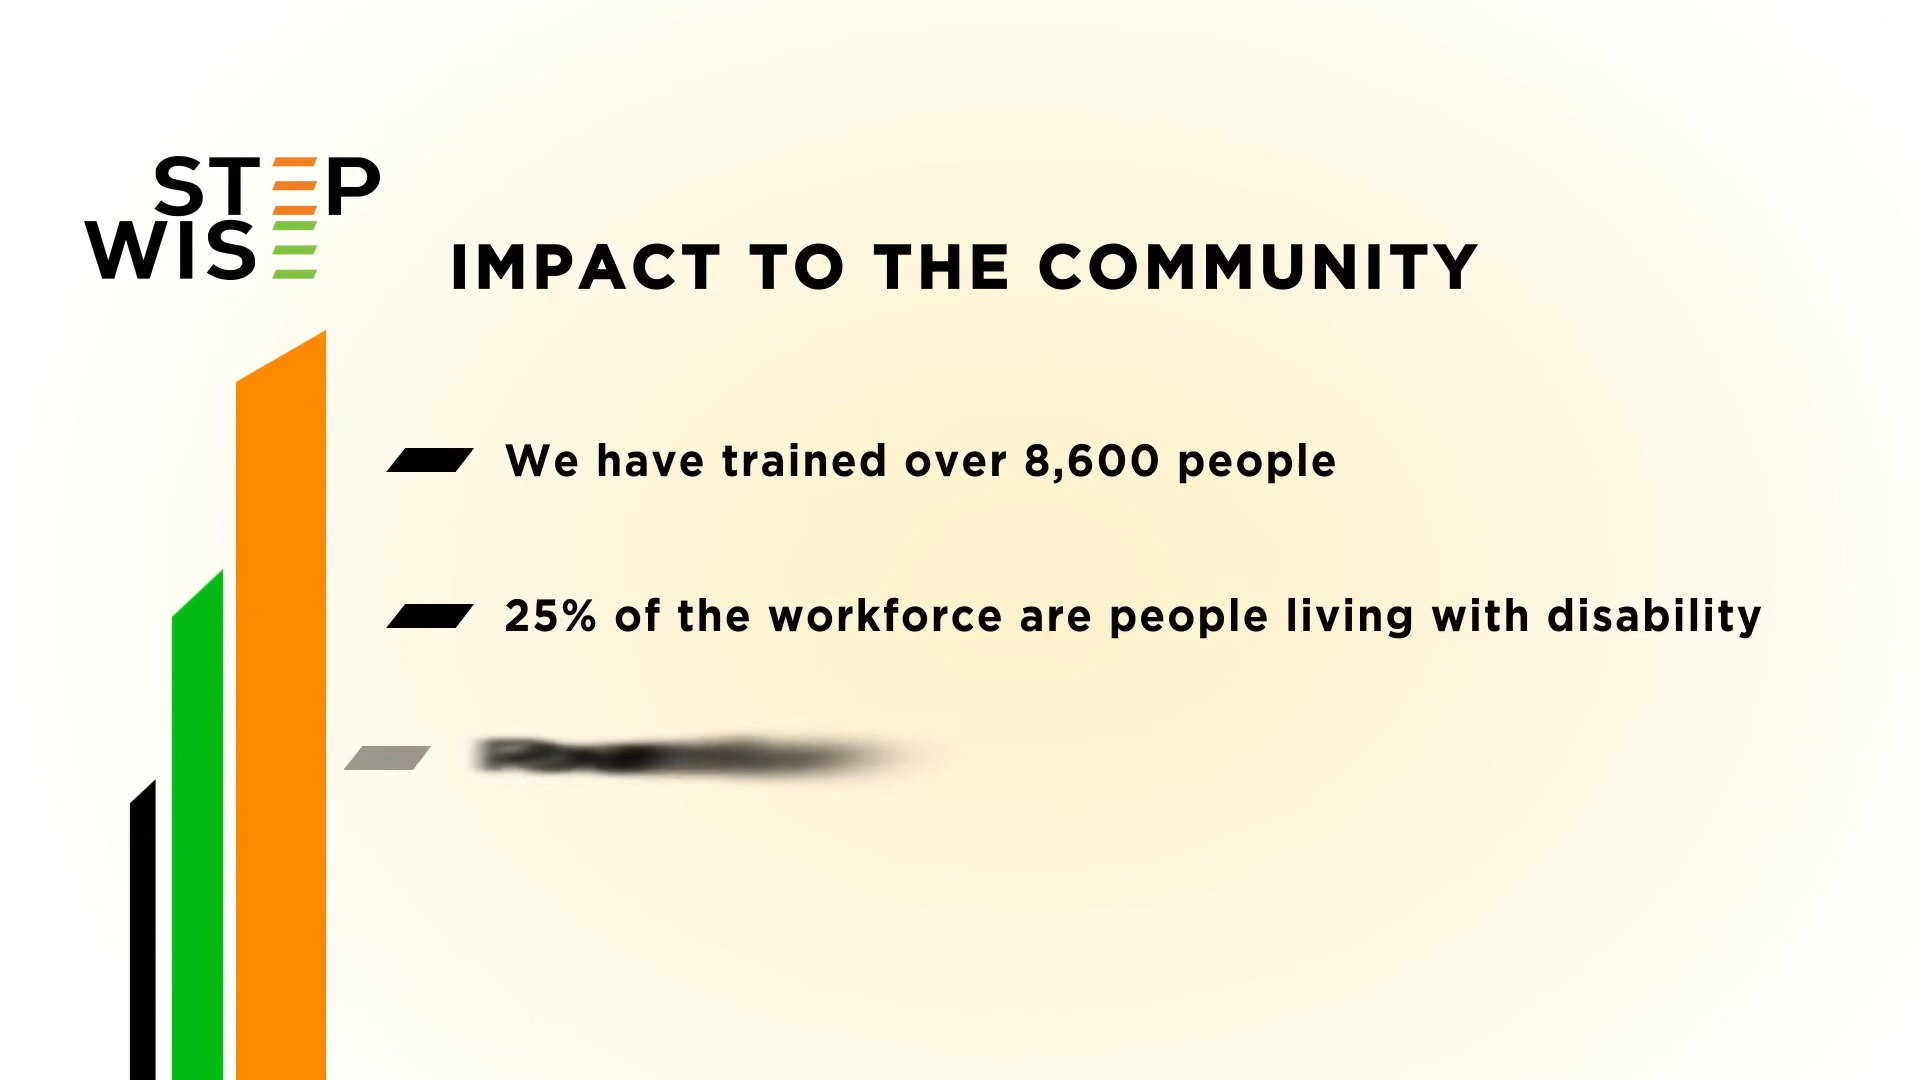 STEP
WISE
IMPACT TO THE COMMUNITY
We have trained over 8,600 people
25% of the workforce are people living with disability